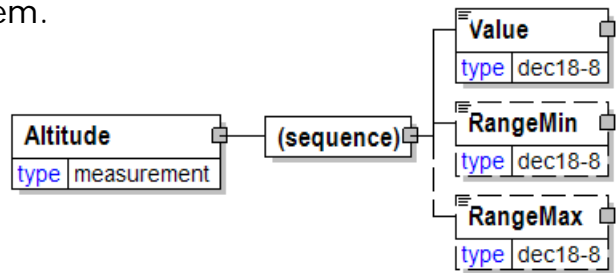 em.
Value
type dec18-8
Altitude
type measurement
(sequence)
RangeMin
type dec18-8
RangeMax
type dec18-8